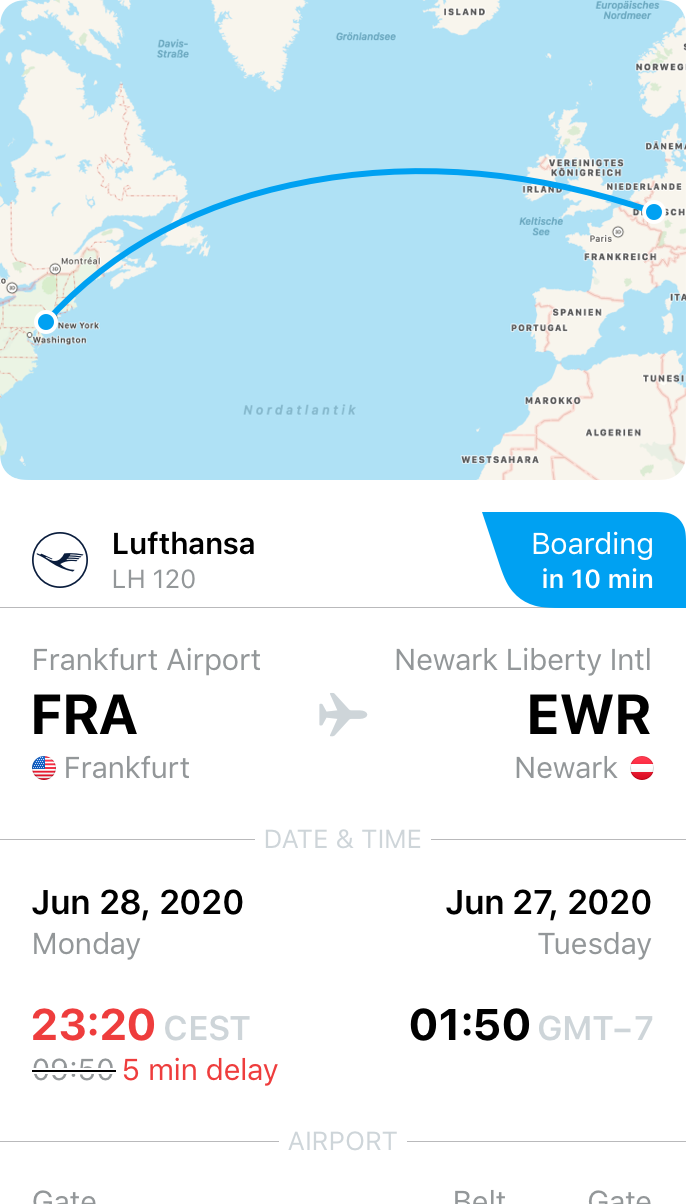 ISLAND
Europäisches
Nordmeer
Davis-
Straße
Grönlandsee
NORWEG
DÄNEMA
VEREINIGTES
KÖNIGREICH
IRLAND
NIEDERLANDE
D
SCH
Keltische
See
Paris
FRANKREICH
Montréal
New York
Washington
SPANIEN
PORTUGAL
ITA
TUNESI
MAROKKO
Nordatlantik
ALGERIEN
WESTSAHARA
Lufthansa
LH 120
Boarding
in 10 min
Frankfurt Airport
Newark Liberty Intl
FRA
EWR
Frankfurt
Newark
DATE & TIME
Jun 28, 2020
Jun 27, 2020
Monday
Tuesday
23:20 CEST
01:50 GMT–7
09:50 5 min delay
AIRPORT
Gate
Belt
Gate